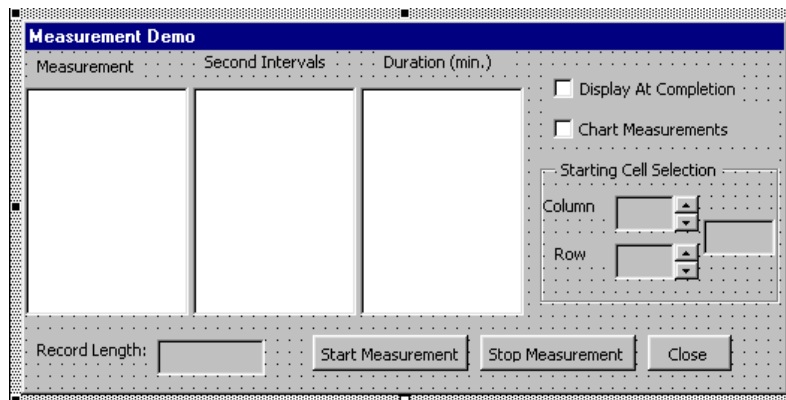 Measurement Demo
Measurement
Second Intervals
Duration (min.)
Display At Completion
Chart Measurements
Starting Cell Selection
Column
Row
Record Length:
Start Measurement
Stop Measurement
Close